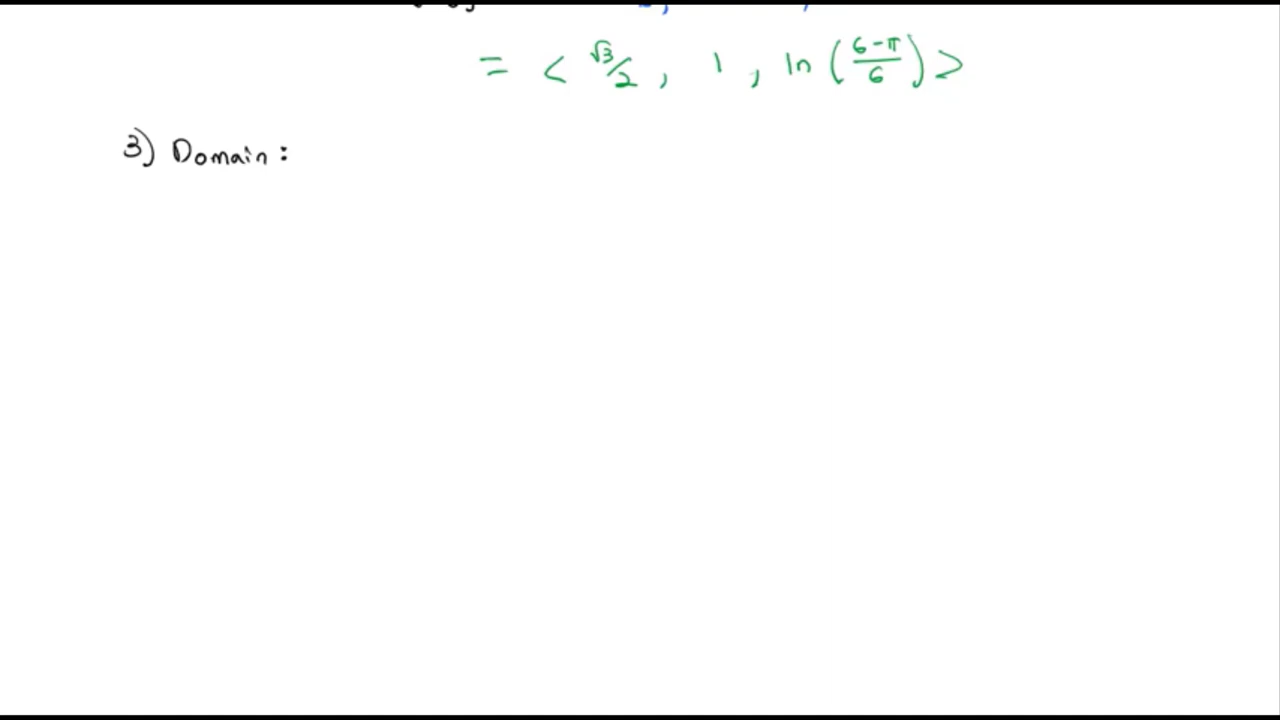 = < √3/2 , 1 , ln ( 6-π/6 ) >
3) Domain: